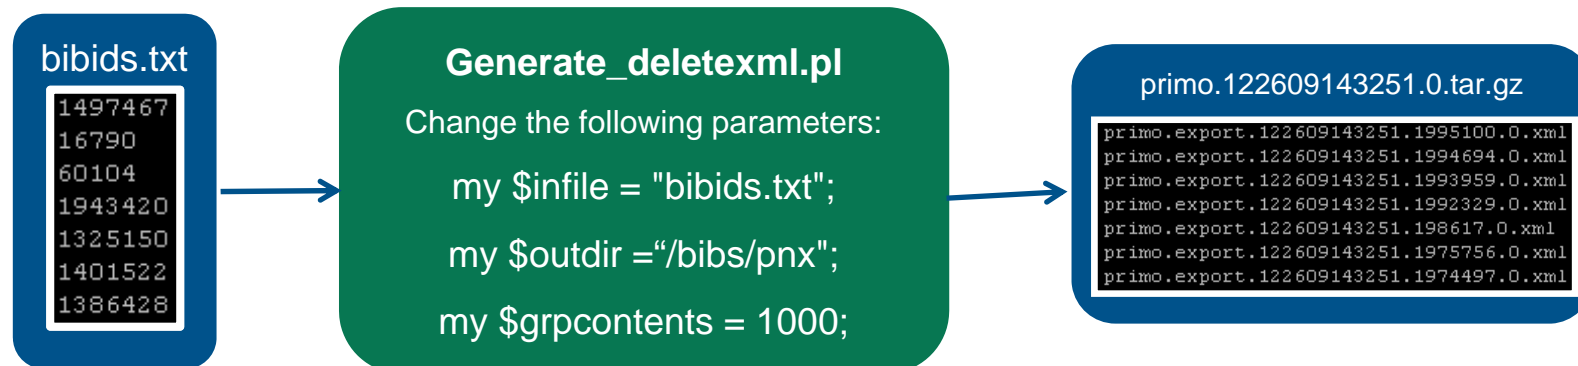 bibids.txt
1497467
16790
60104
1943420
1325150
1401522
1386428
Generate_deletexml.pl
Change the following parameters:
my $infile = "bibids.txt";
my $outdir =“/bibs/pnx";
my $grpcontents = 1000;
primo.122609143251.0.tar.gz
primo.export.122609143251.1995100.0.xml
primo.export.122609143251.1994694.0.xml
primo.export.122609143251.1993959.0.xml
primo.export.122609143251.1992329.0.xml
primo.export.122609143251.198617.0.xml
primo.export.122609143251.1975756.0.xml
primo.export.122609143251.1974497.0.xml